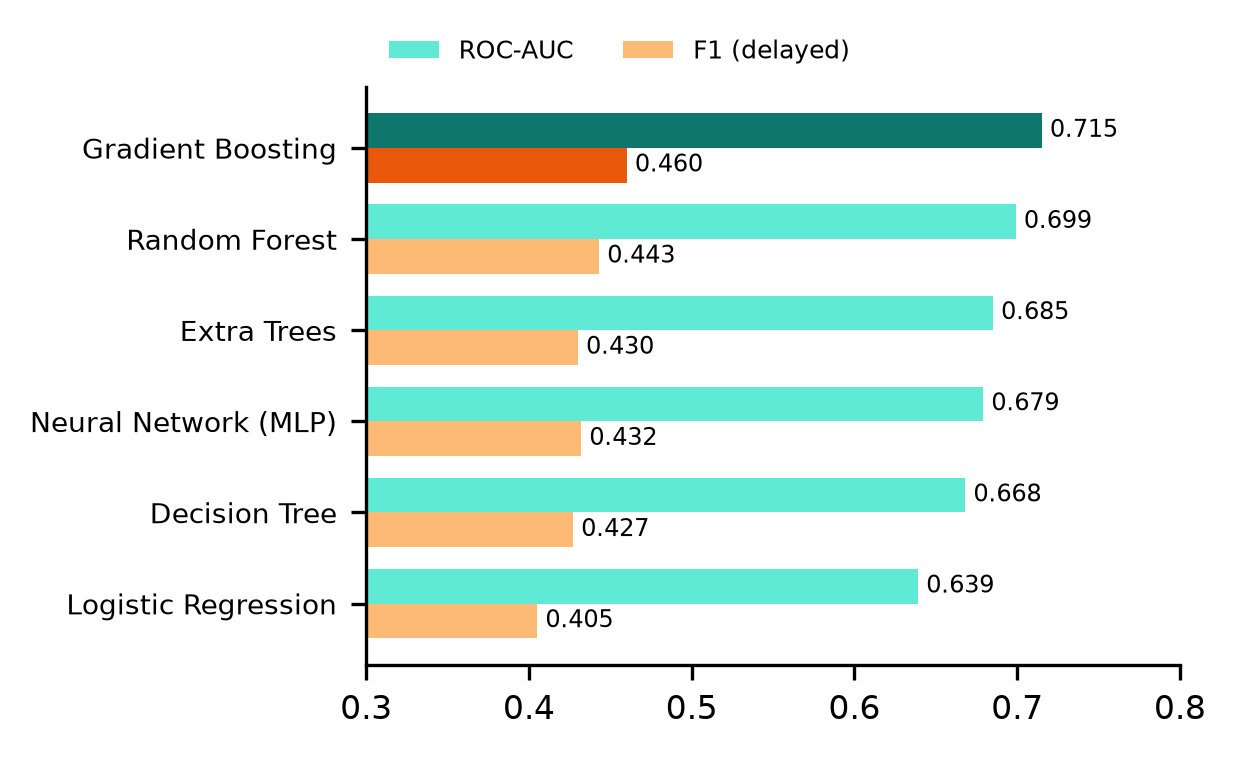 ROC-AUC F1 (delayed)
Gradient Boosting 0.715
0.460
Random Forest 0.699
0.443
Extra Trees 0.685
0.430
Neural Network (MLP) 0.679
0.432
Decision Tree 0.668
0.427
Logistic Regression 0.639
0.405
0.3 0.4 0.5 0.6 0.7 0.8